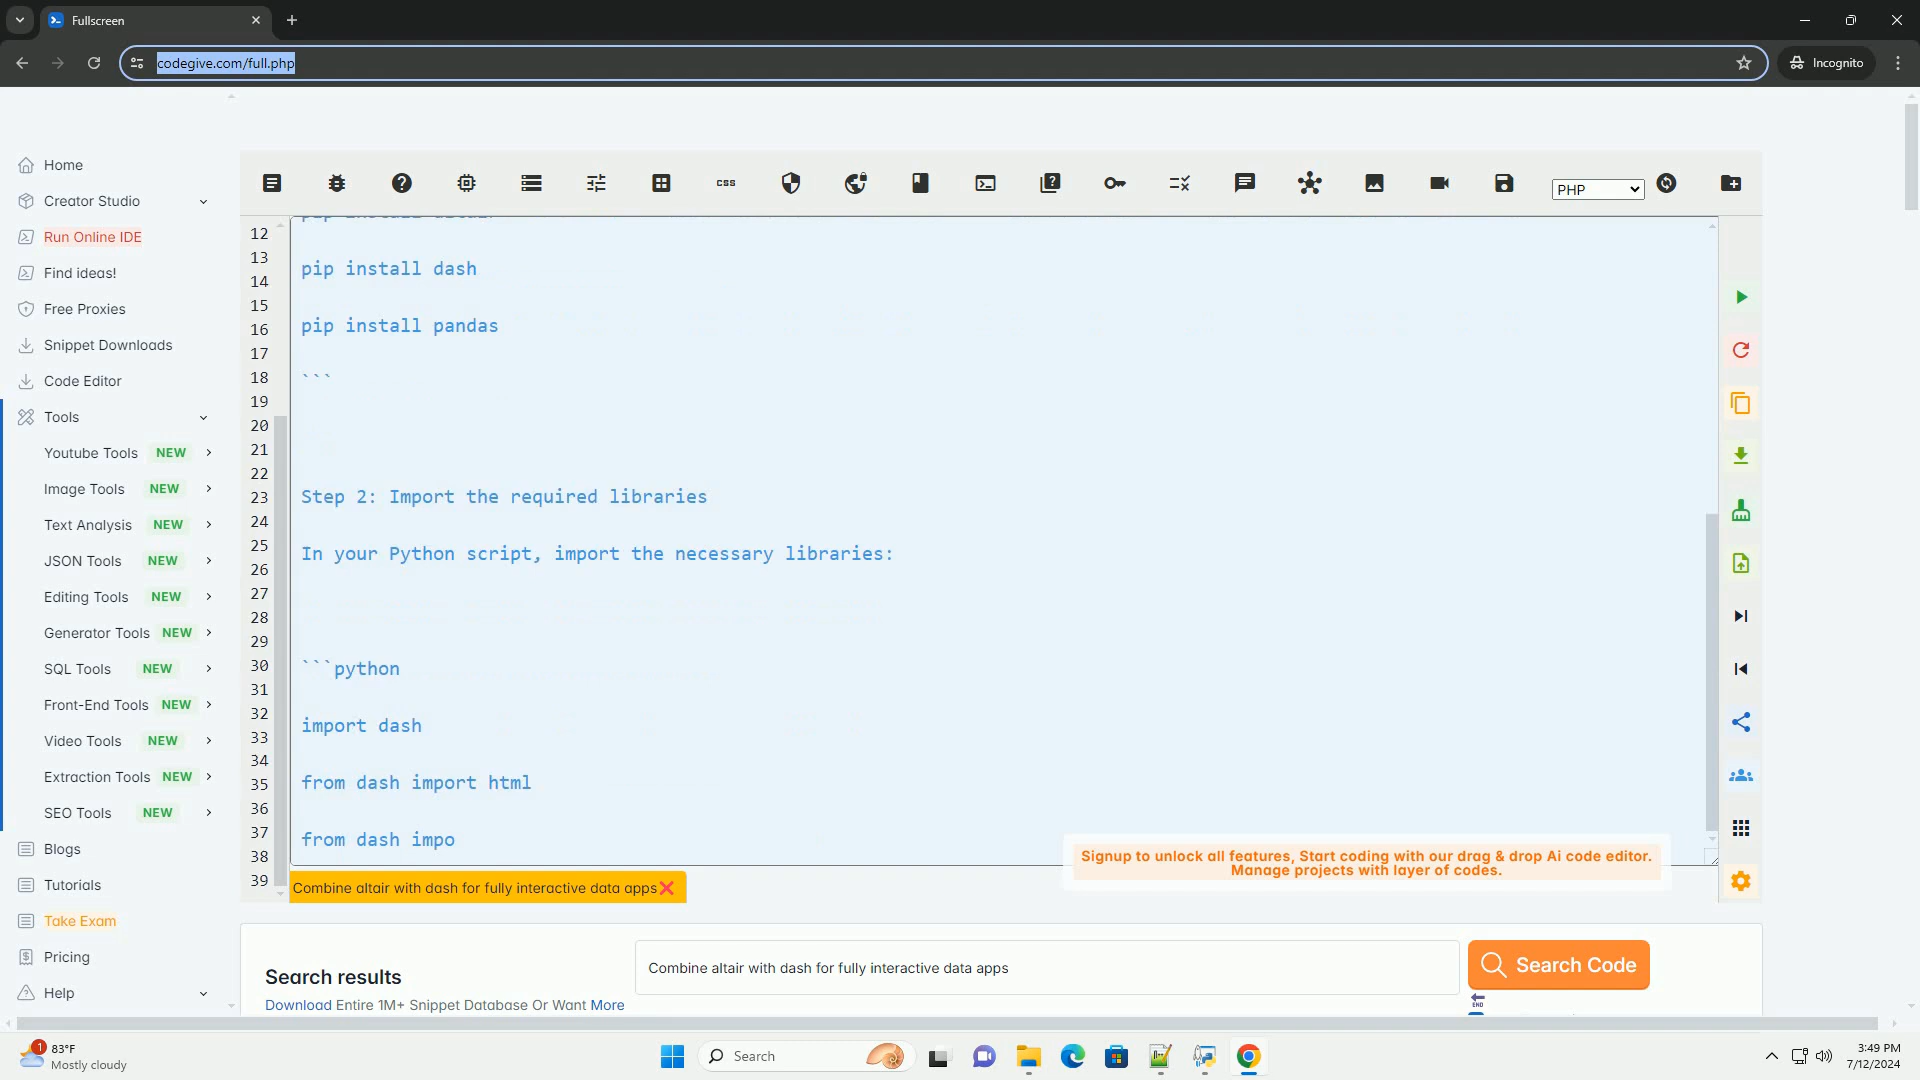 Fullscreen
codegive.com/full.php
Incognito
Home
Creator Studio
Run Online IDE
Find ideas!
Free Proxies
Snippet Downloads
Code Editor
Tools
Youtube Tools NEW
Image Tools NEW
Text Analysis NEW
JSON Tools NEW
Editing Tools NEW
Generator Tools NEW
SQL Tools NEW
Front-End Tools NEW
Video Tools NEW
Extraction Tools NEW
SEO Tools NEW
Blogs
Tutorials
Take Exam
Pricing
Help
css
PHP
12
13
14
15
16
17
18
19
20
21
22
23
24
25
26
27
28
29
30
31
32
33
34
35
36
37
38
39
pip install dash
pip install pandas
```
Step 2: Import the required libraries
In your Python script, import the necessary libraries:
```python
import dash
from dash import html
from dash impo
Signup to unlock all features, Start coding with our drag & drop Ai code editor.
Manage projects with layer of codes.
Combine altair with dash for fully interactive data apps
Search results
Download Entire 1M+ Snippet Database Or Want More
Combine altair with dash for fully interactive data apps
Search Code
END
1
83°F
Mostly cloudy
Search
3:49 PM
7/12/2024